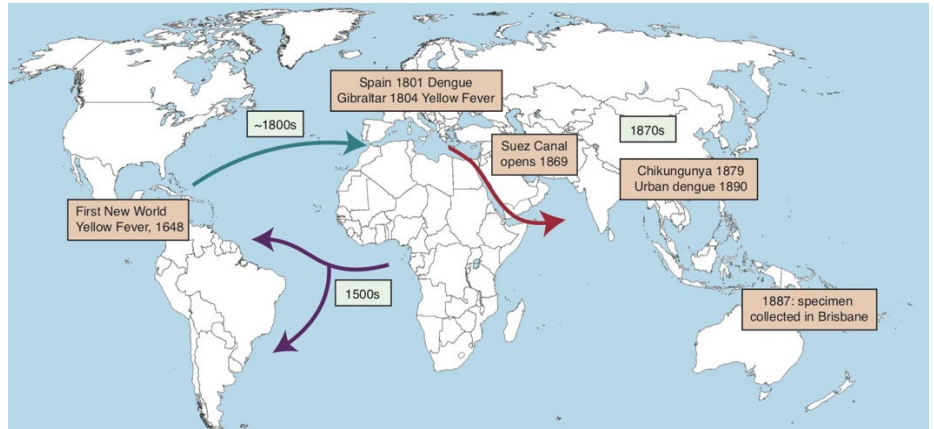 Spain 1801 Dengue
Gibraltar 1804 Yellow Fever
~1800s
Suez Canal
opens 1869
1870s
Chikungunya 1879
Urban dengue 1890
First New World
Yellow Fever, 1648
1500s
1887: specimen
collected in Brisbane